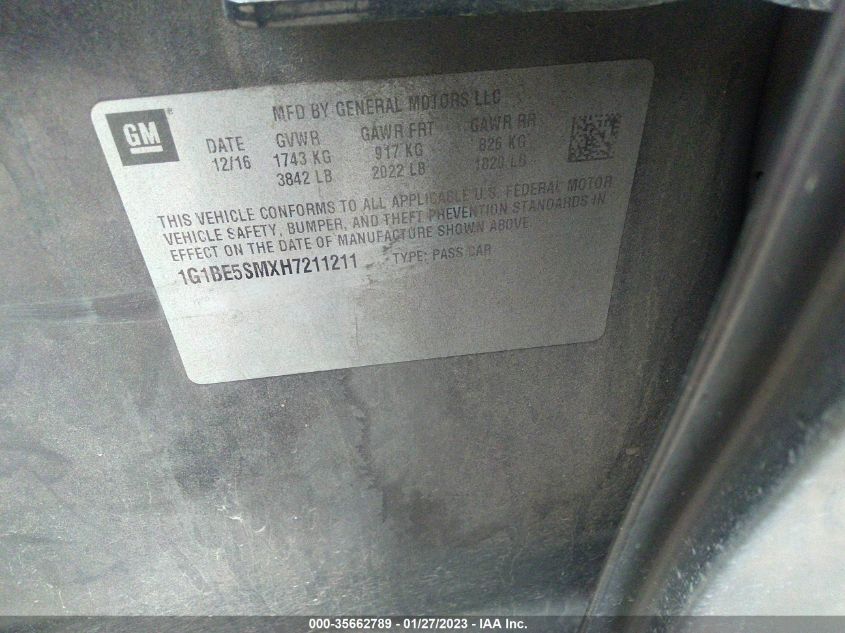 MFD BY GENERAL MOTORS LLC
GM®
DATE GVWR GAWR FRT GAWR RR
12/16 1743 KG 917 KG 826 KG
3842 LB 2022 LB 1820 LB
THIS VEHICLE CONFORMS TO ALL APPLICABLE U.S. FEDERAL MOTOR
VEHICLE SAFETY, BUMPER, AND THEFT PREVENTION STANDARDS IN
EFFECT ON THE DATE OF MANUFACTURE SHOWN ABOVE.
1G1BE5SMXH7211211 TYPE: PASS CAR
000-35662789 - 01/27/2023 - IAA Inc.